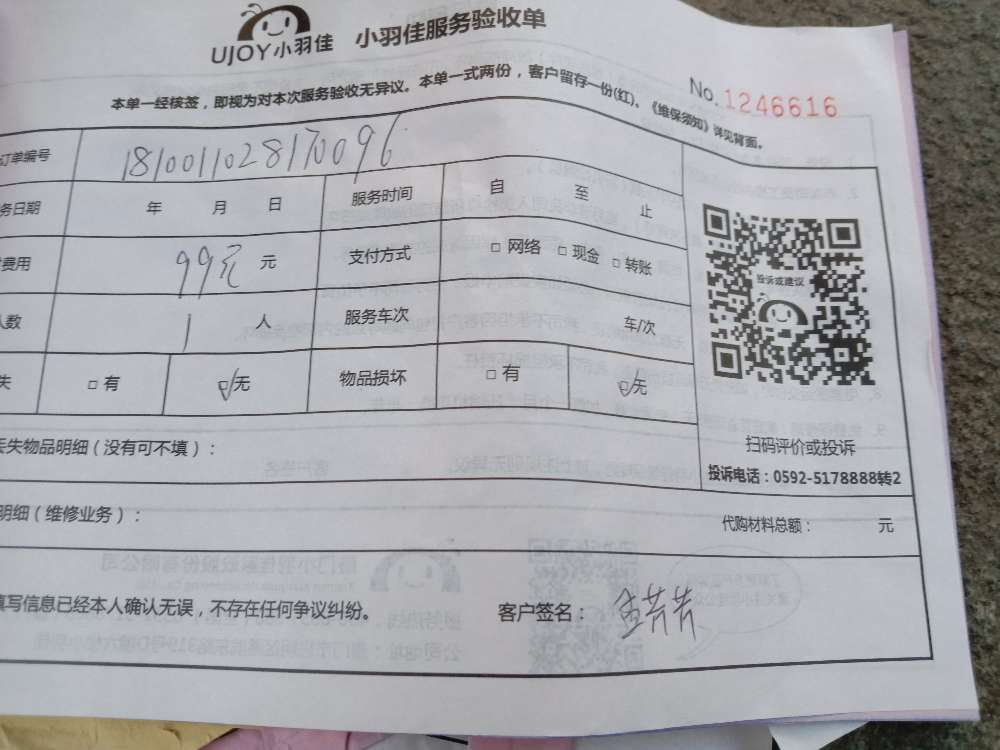 UJOY小羽佳 小羽佳服务验收单
本单一经核签，即视为对本次服务验收无异议。本单一式两份，客户留存一份(红)。《维保须知》详见背面。
No. 1246616
订单编号 1810011028170096
务日期 年 月 日 服务时间 自 至 止
费用 99元 元 支付方式 □ 网络 □ 现金 □ 转账
人数 1 人 服务车次 车/次
失 □ 有 ☑ 无 物品损坏 □ 有 ☑ 无
投诉或建议
扫码评价或投诉
投诉电话：0592-5178888转2
丢失物品明细（没有可不填）：
明细（维修业务）： 代购材料总额： 元
填写信息已经本人确认无误，不存在任何争议纠纷。 客户签名： 芳芳